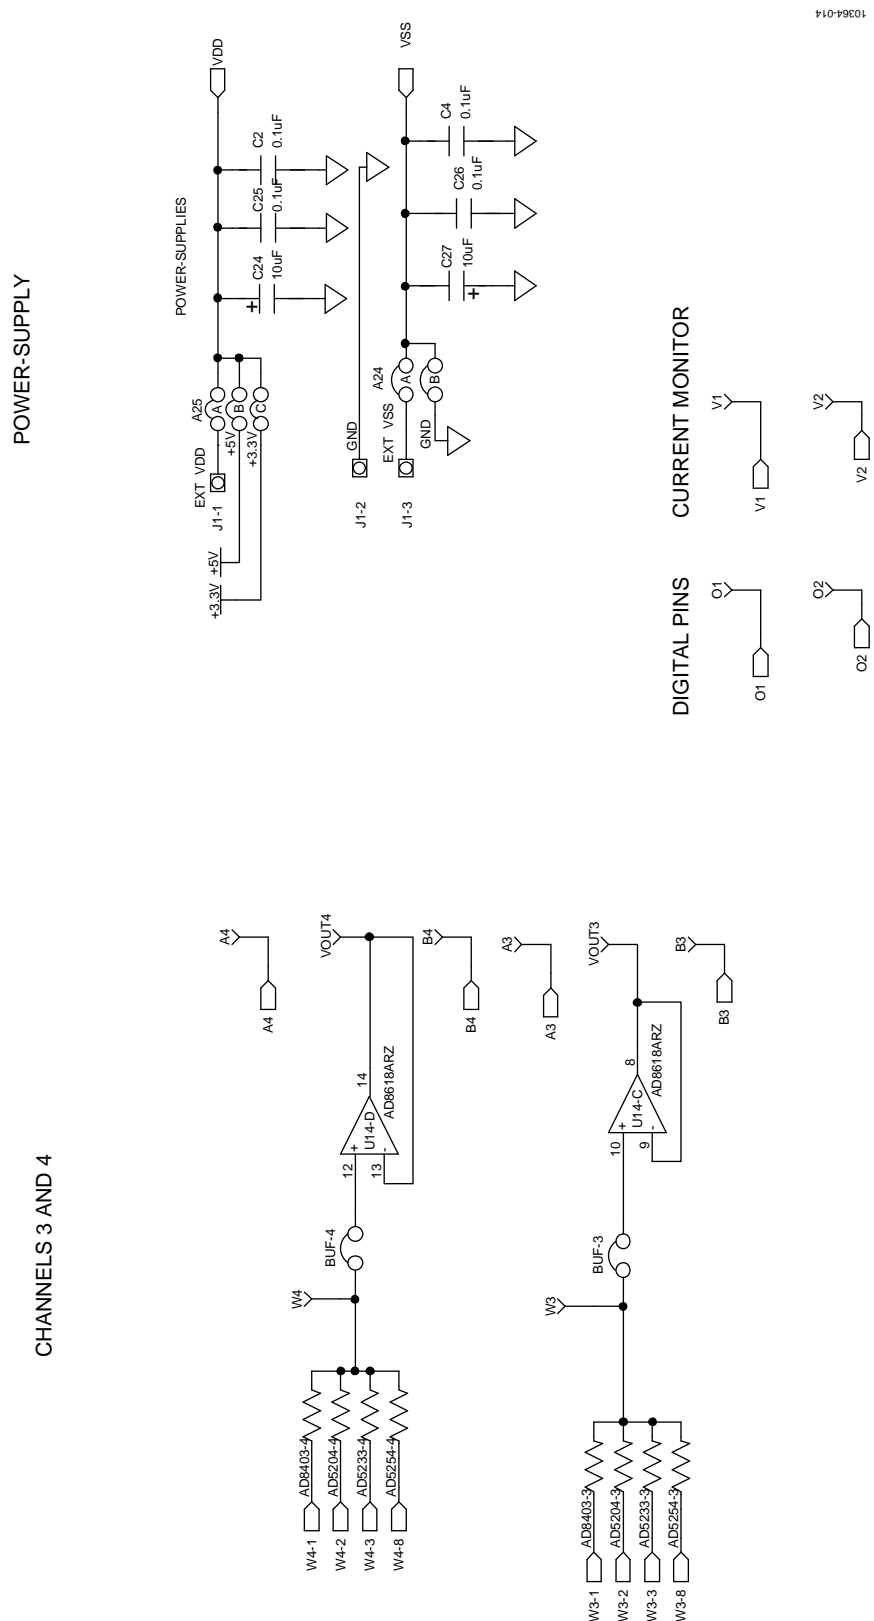 POWER-SUPPLY
POWER-SUPPLIES
VDD
C2
0.1uF
C25
0.1uF
C24
10uF
+
A25
A
B
C
EXT VDD
+5V
+3.3V
J1-1
+5V
+3.3V
GND
J1-2
VSS
C4
0.1uF
C26
0.1uF
C27
10uF
+
A24
A
B
EXT VSS
GND
J1-3
CURRENT MONITOR
V1
V1
V2
V2
DIGITAL PINS
O1
O1
O2
O2
CHANNELS 3 AND 4
A4
A4
VOUT4
B4
B4
14
AD8618ARZ
U14-D
+
-
12
13
BUF-4
W4
AD8403-4
AD5204-4
AD5233-4
AD5254-4
W4-1
W4-2
W4-3
W4-8
A3
A3
VOUT3
B3
B3
8
AD8618ARZ
U14-C
+
-
10
9
BUF-3
W3
AD8403-3
AD5204-3
AD5233-3
AD5254-3
W3-1
W3-2
W3-3
W3-8
10364-014